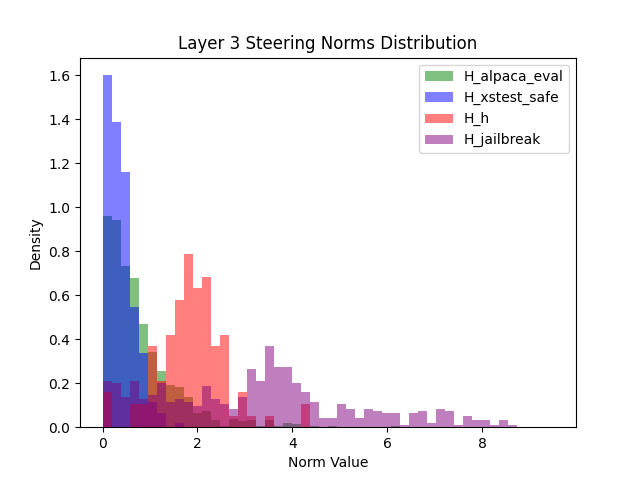 Layer 3 Steering Norms Distribution
H_alpaca_eval
H_xstest_safe
H_h
H_jailbreak
1.6
1.4
1.2
1.0
0.8
0.6
0.4
0.2
0.0
Density
0
2
4
6
8
Norm Value